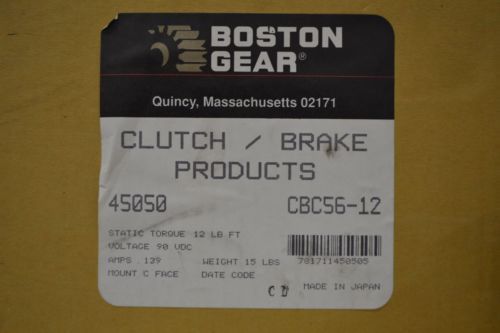 BOSTON
GEAR®
Quincy, Massachusetts 02171
CLUTCH / BRAKE
PRODUCTS
45050 CBC56-12
STATIC TORQUE 12 LB FT
VOLTAGE 90 VDC
AMPS .129 WEIGHT 15 LBS 781711450505
MOUNT C FACE DATE CODE
C D MADE IN JAPAN